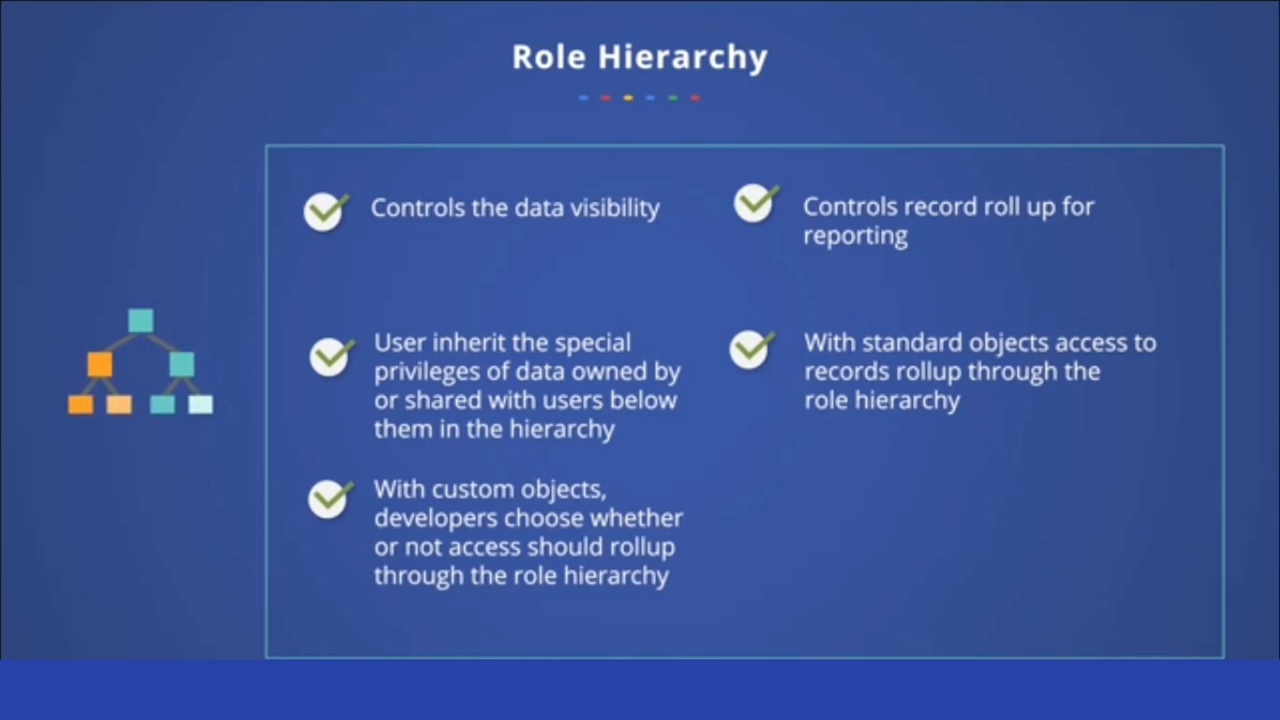 Role Hierarchy
Controls the data visibility
Controls record roll up for
reporting
User inherit the special
privileges of data owned by
or shared with users below
them in the hierarchy
With standard objects access to
records rollup through the
role hierarchy
With custom objects,
developers choose whether
or not access should rollup
through the role hierarchy